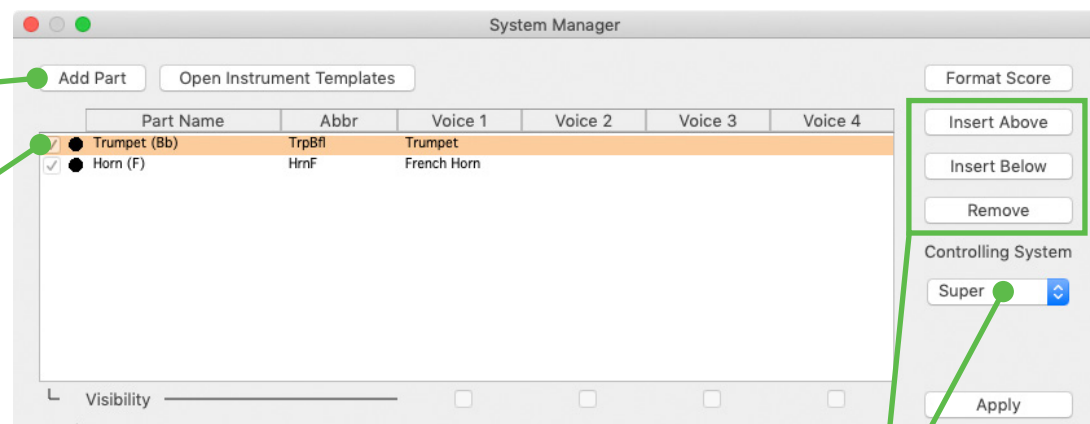 System Manager
Add Part Open Instrument Templates Format Score
Part Name Abbr Voice 1 Voice 2 Voice 3 Voice 4 Insert Above
Trumpet (Bb) TrpBfl Trumpet
Horn (F) HrnF French Horn Insert Below
Remove
Controlling System
Super
Visibility Apply